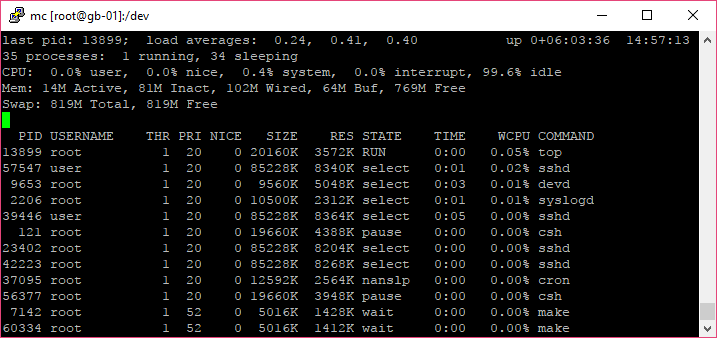 mc [root@gb-01]:/dev
last pid: 13899;  load averages:  0.24,  0.41,  0.40            up 0+06:03:36  14:57:13
35 processes:  1 running, 34 sleeping
CPU:  0.0% user,  0.0% nice,  0.4% system,  0.0% interrupt, 99.6% idle
Mem: 14M Active, 81M Inact, 102M Wired, 64M Buf, 769M Free
Swap: 819M Total, 819M Free
  PID USERNAME    THR PRI NICE   SIZE    RES STATE    TIME    WCPU COMMAND
13899 root          1  20    0 20160K  3572K RUN      0:00   0.05% top
57547 user          1  20    0 85228K  8340K select   0:01   0.02% sshd
 9653 root          1  20    0  9560K  5048K select   0:03   0.01% devd
 2206 root          1  20    0 10500K  2312K select   0:01   0.01% syslogd
39446 user          1  20    0 85228K  8364K select   0:05   0.00% sshd
  121 root          1  20    0 19660K  4388K pause    0:00   0.00% csh
23402 root          1  20    0 85228K  8204K select   0:00   0.00% sshd
42223 root          1  20    0 85228K  8268K select   0:00   0.00% sshd
37095 root          1  20    0 12592K  2564K nanslp   0:00   0.00% cron
56377 root          1  20    0 19660K  3948K pause    0:00   0.00% csh
 7142 root          1  52    0  5016K  1428K wait     0:00   0.00% make
60334 root          1  52    0  5016K  1412K wait     0:00   0.00% make